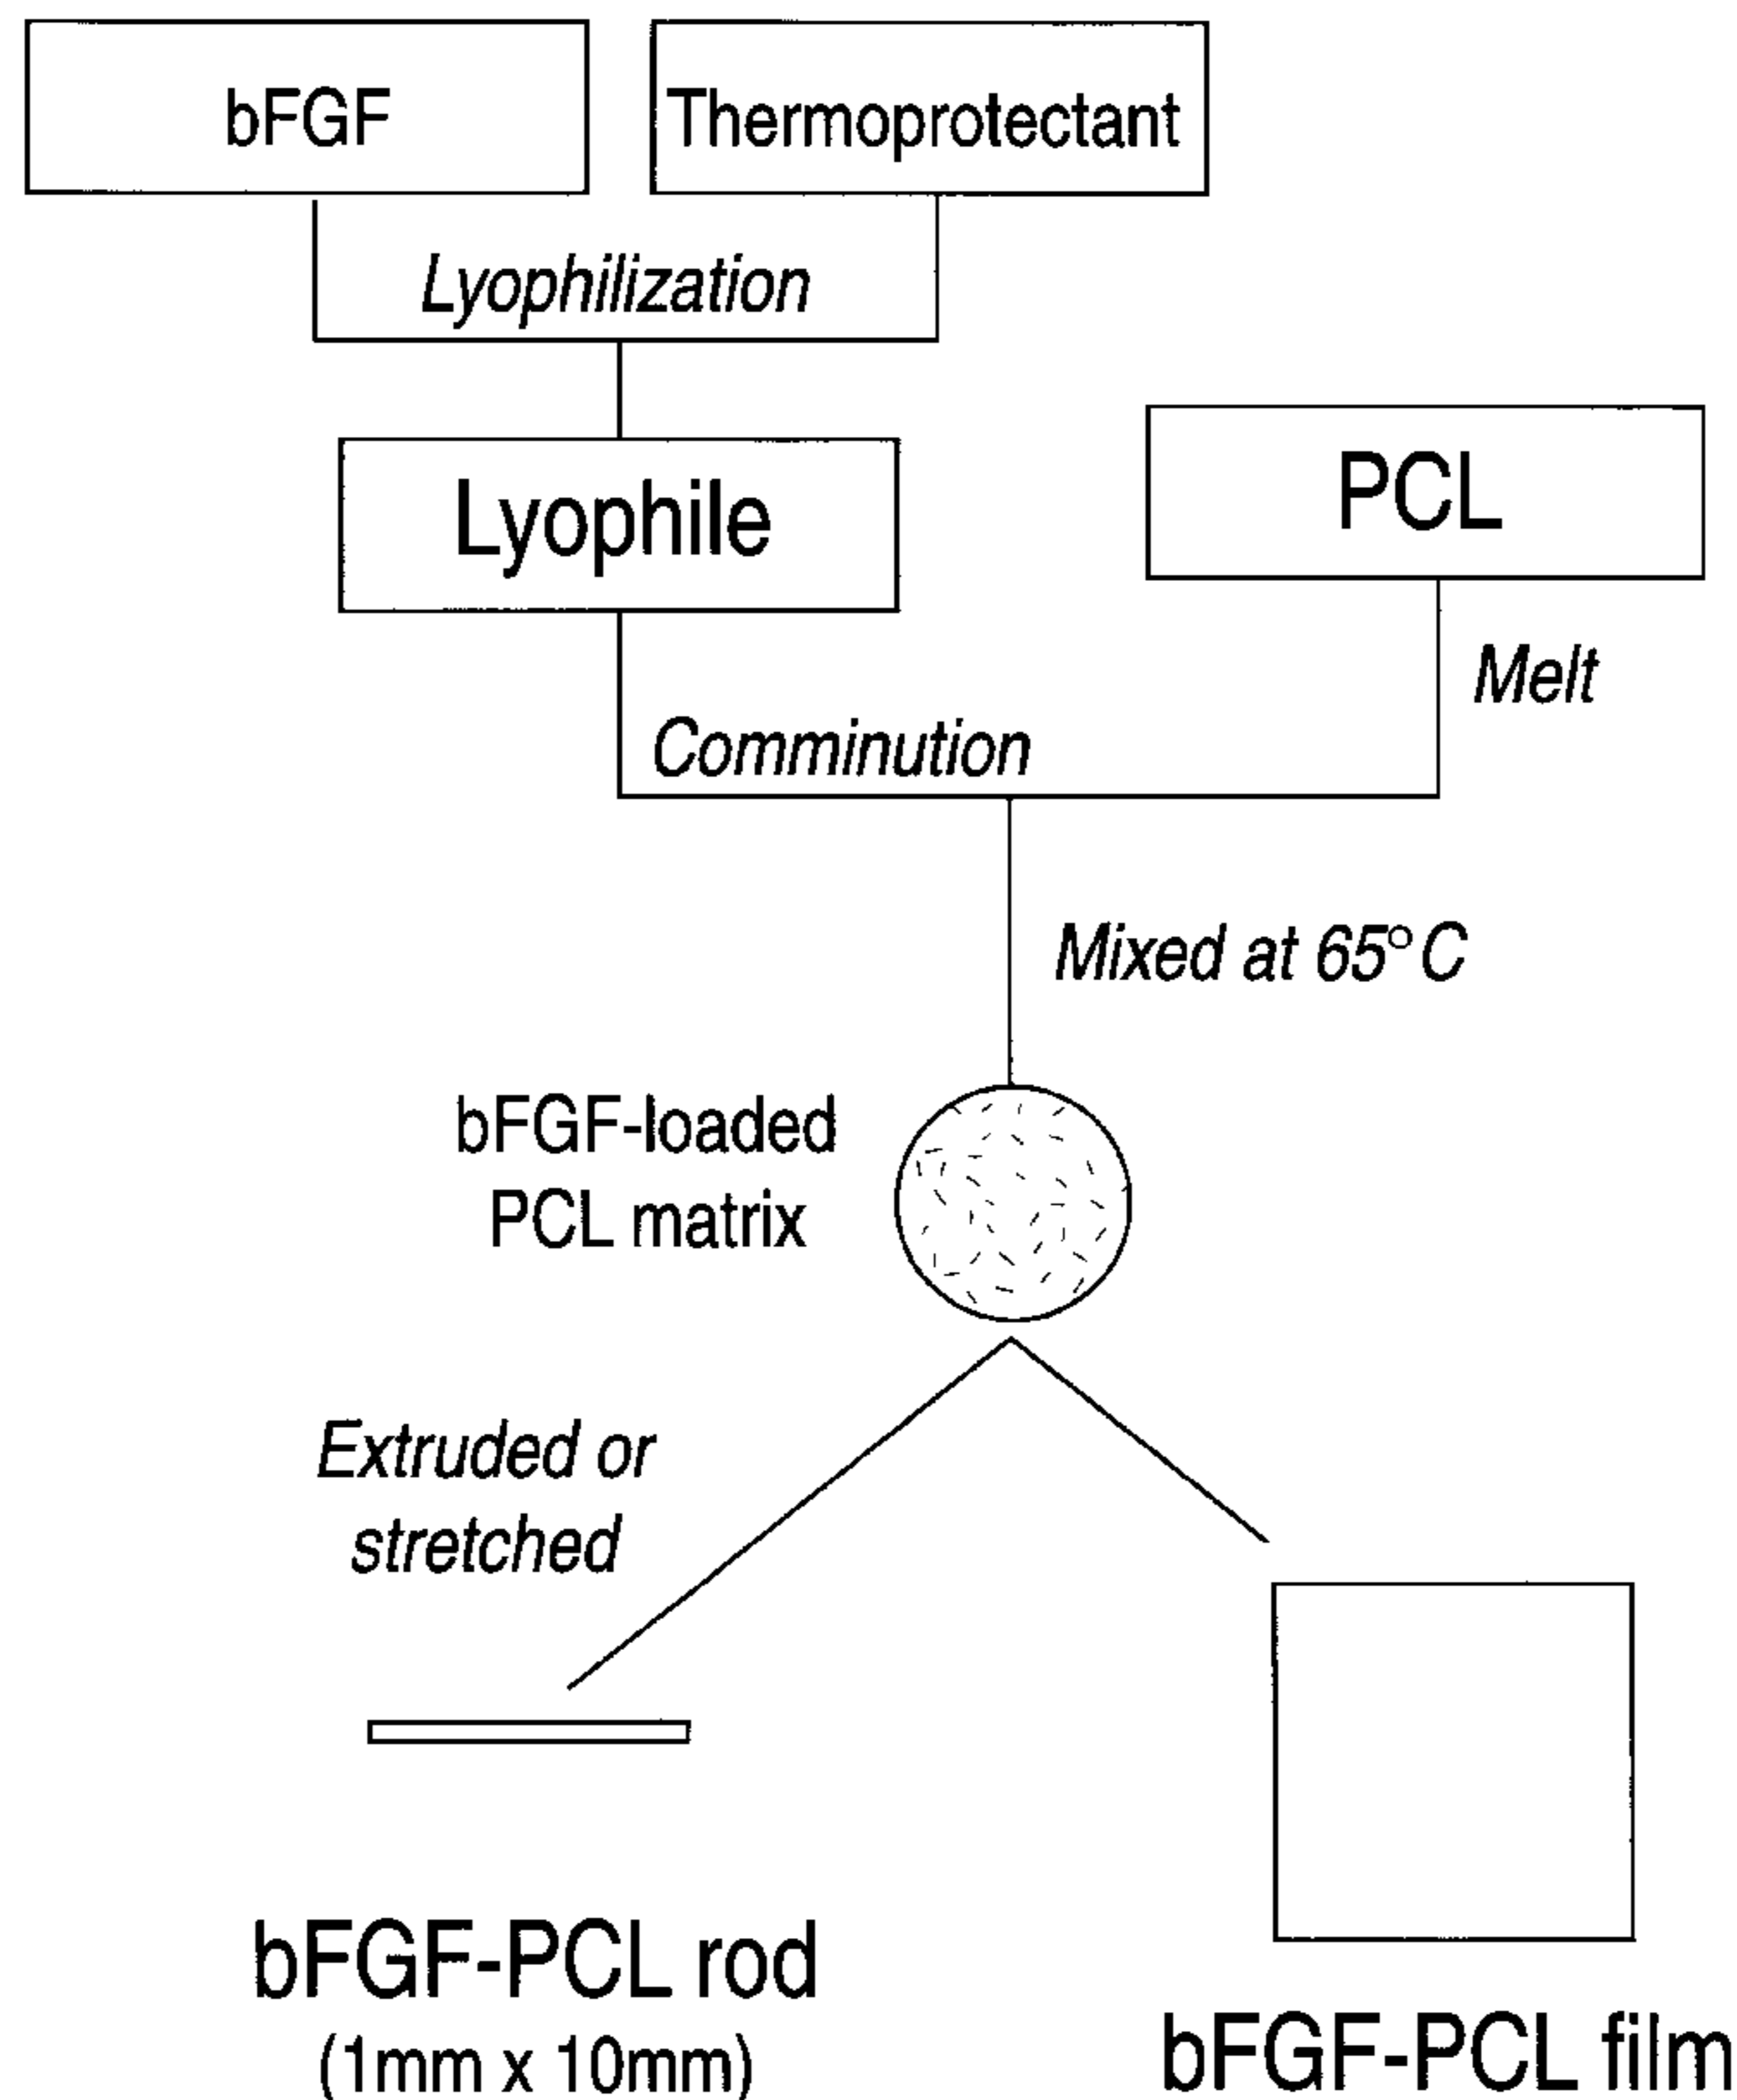 bFGF
Thermoprotectant
Lyophilization
Lyophile
PCL
Melt
Comminution
Mixed at 65°C
bFGF-loaded
PCL matrix
Extruded or
stretched
bFGF-PCL rod
(1mm x 10mm)
bFGF-PCL film